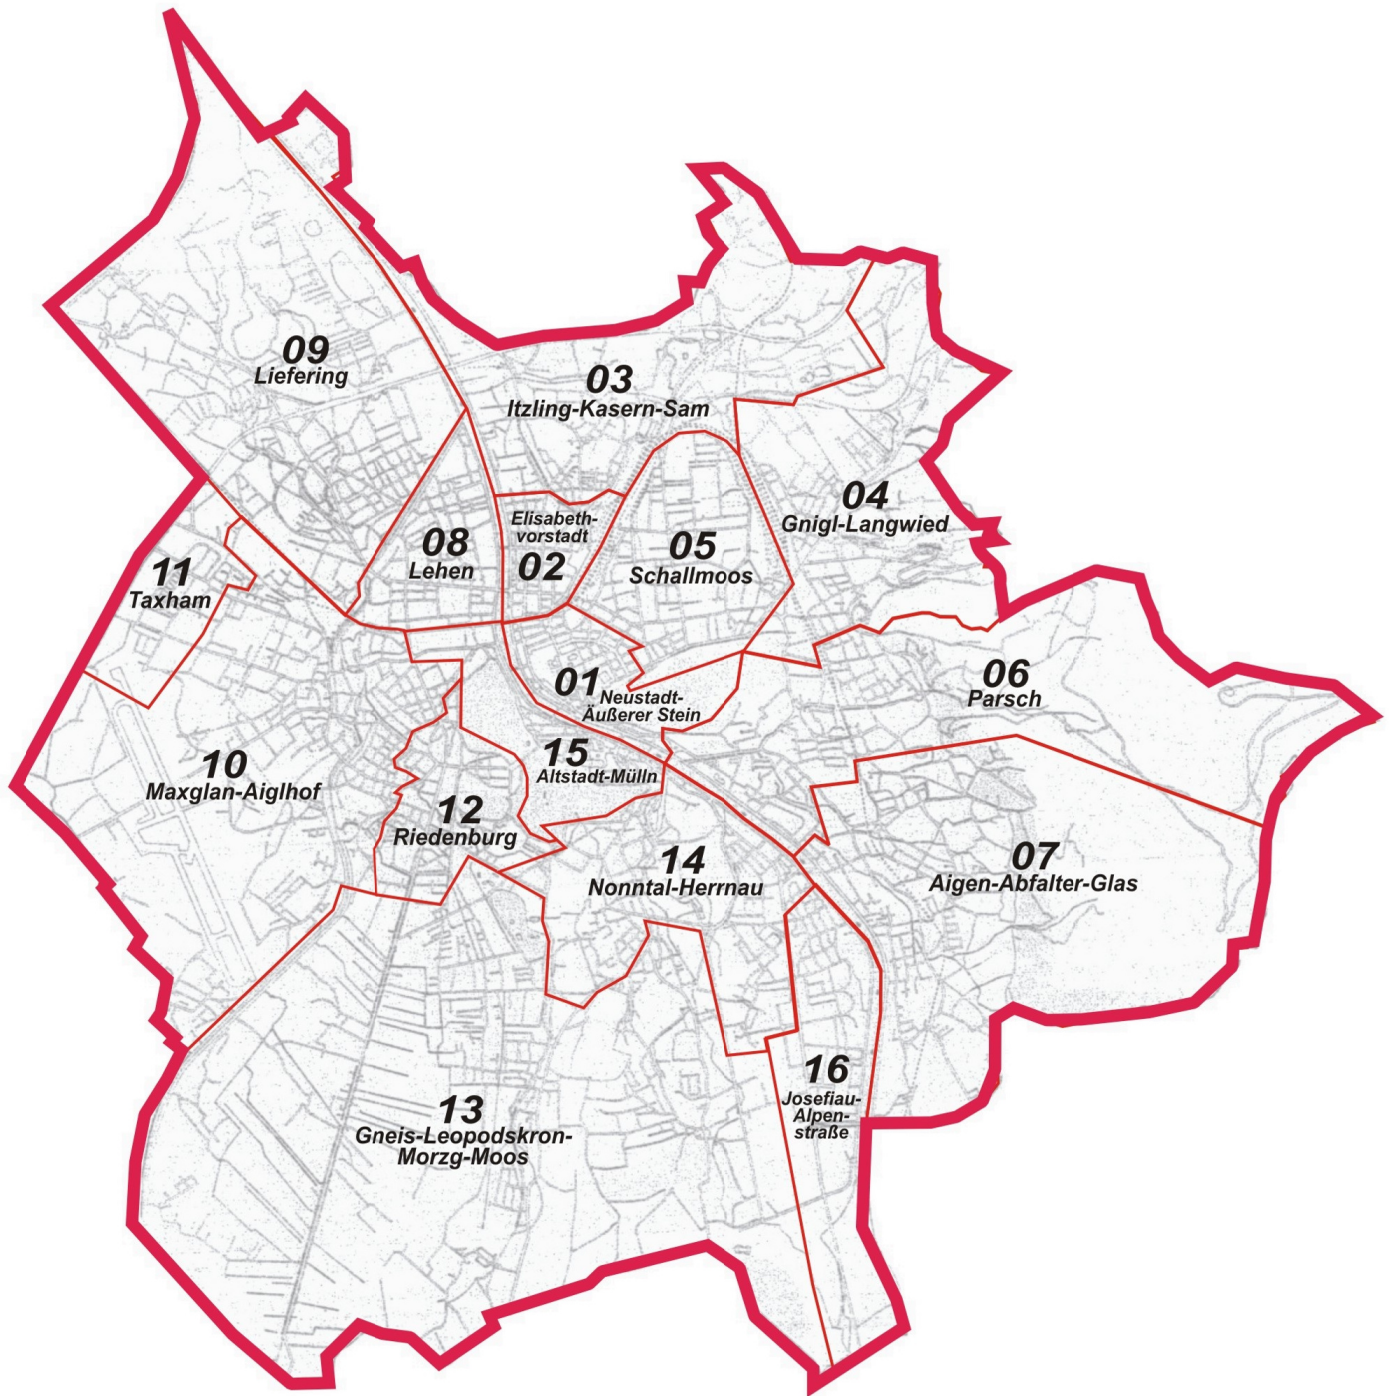 09
Liefering
03
Itzling-Kasern-Sam
04
Gnigl-Langwied
Elisabeth-
vorstadt
02
08
Lehen
05
Schallmoos
11
Taxham
01
Neustadt-
Äußerer Stein
06
Parsch
15
Altstadt-Mülln
10
Maxglan-Aiglhof
12
Riedenburg
14
Nonntal-Herrnau
07
Aigen-Abfalter-Glas
16
Josefiau-
Alpen-
straße
13
Gneis-Leopodskron-
Morzg-Moos